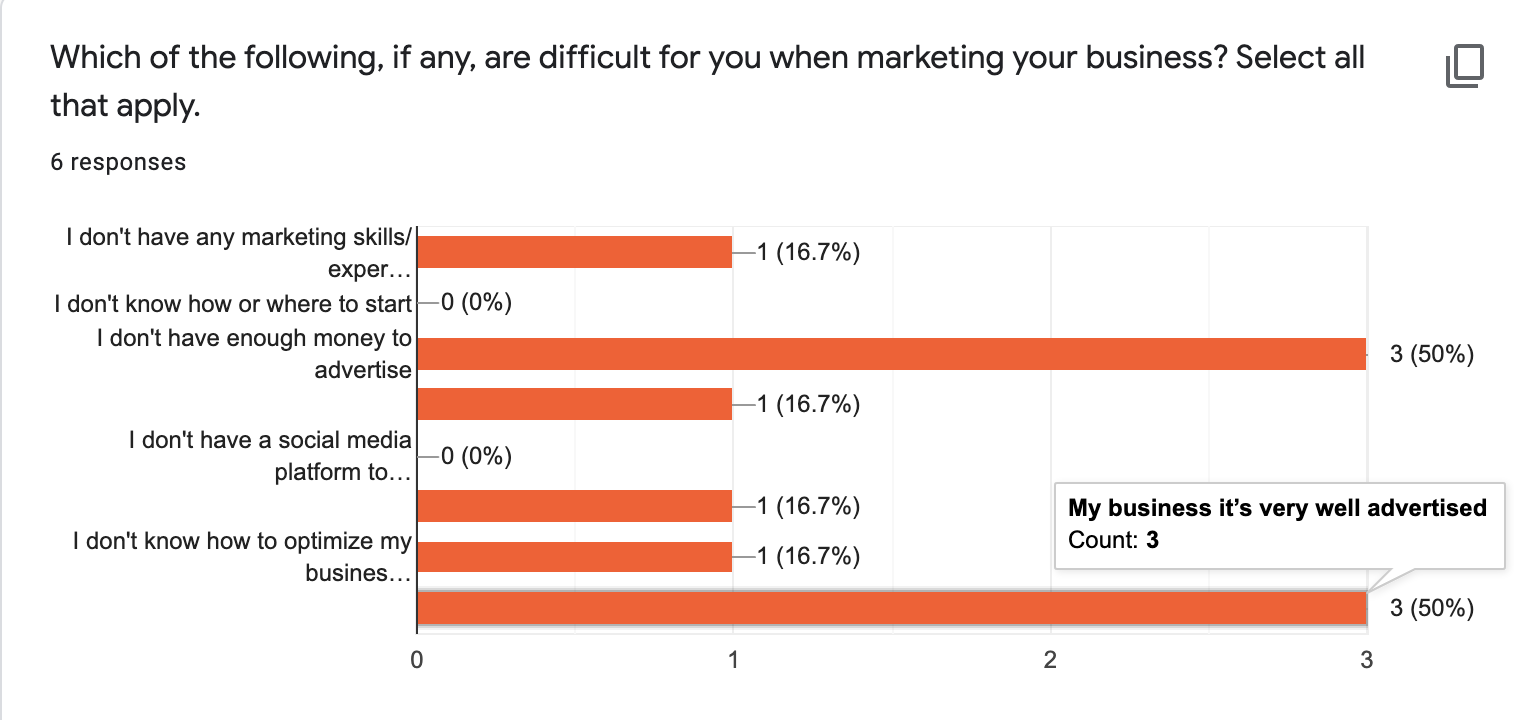 Which of the following, if any, are difficult for you when marketing your business? Select all
that apply.
6 responses
I don't have any marketing skills/
exper…
1 (16.7%)
I don't know how or where to start
0 (0%)
I don't have enough money to
advertise
3 (50%)
1 (16.7%)
I don't have a social media
platform to…
0 (0%)
1 (16.7%)
I don't know how to optimize my
busines…
1 (16.7%)
My business it’s very well advertised
Count: 3
3 (50%)
0 1 2 3